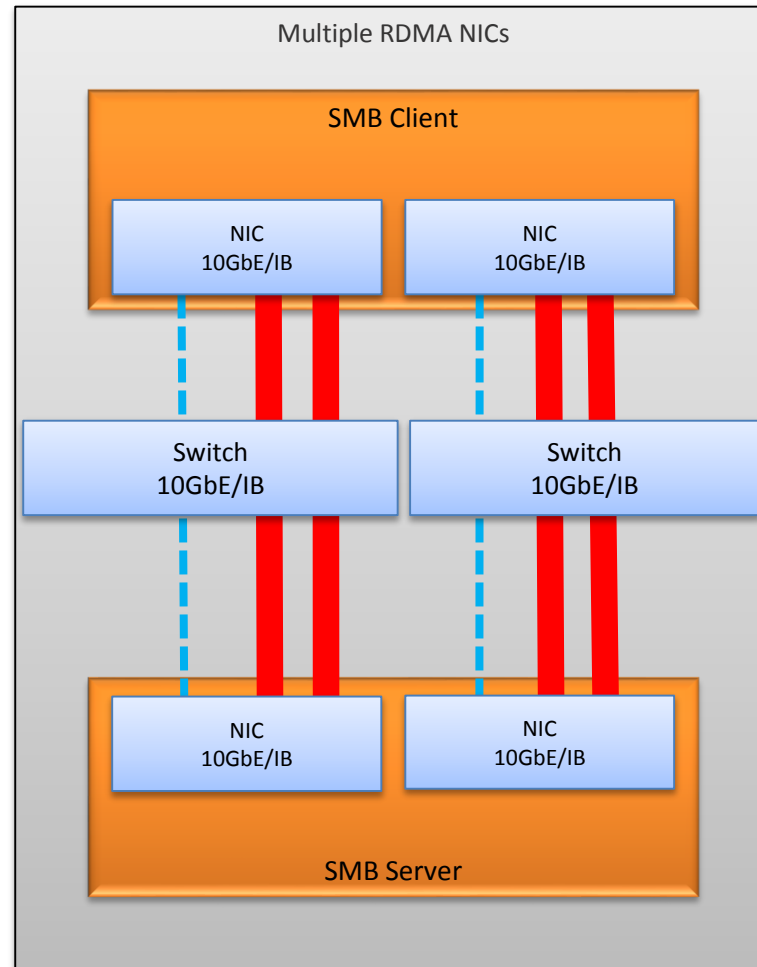 Multiple RDMA NICs
SMB Client
NIC
10GbE/IB
NIC
10GbE/IB
Switch
10GbE/IB
Switch
10GbE/IB
NIC
10GbE/IB
NIC
10GbE/IB
SMB Server